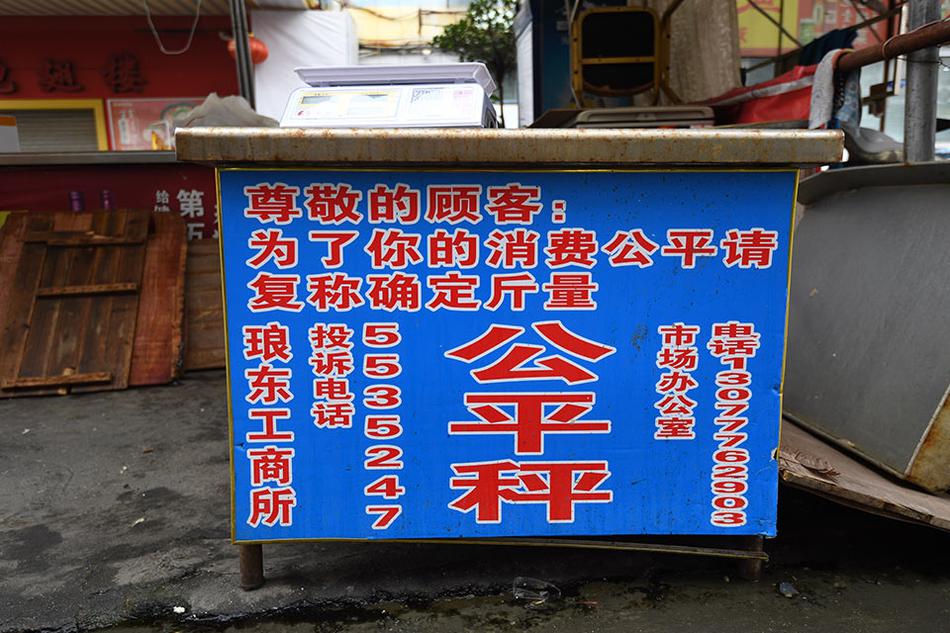 尊敬的顾客：
为了你的消费公平请
复称确定斤量
琅东工商所
投诉电话
5535247
公平秤
市场办公室
电话13077762903
给
第